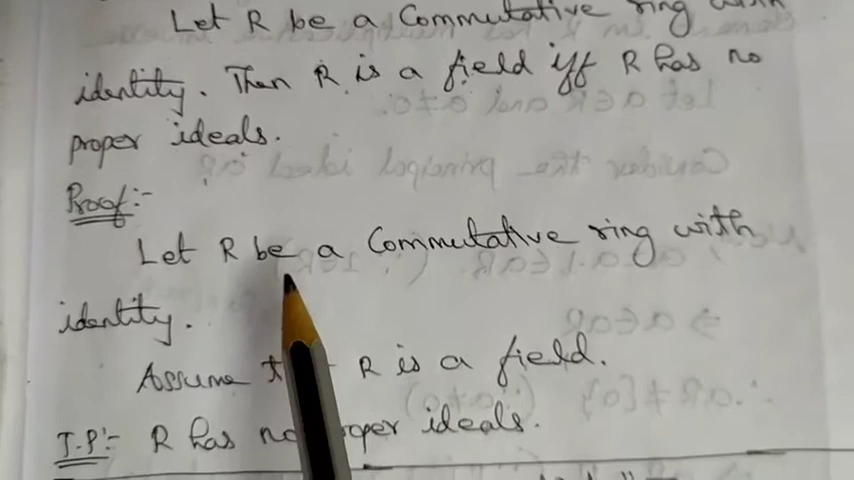 Let R be a Commutative ring with
identity. Then R is a field iff R has no
proper ideals.
Proof:-
Let R be a Commutative ring with
identity.
Assume R is a field.
T.P:- R has no proper ideals.